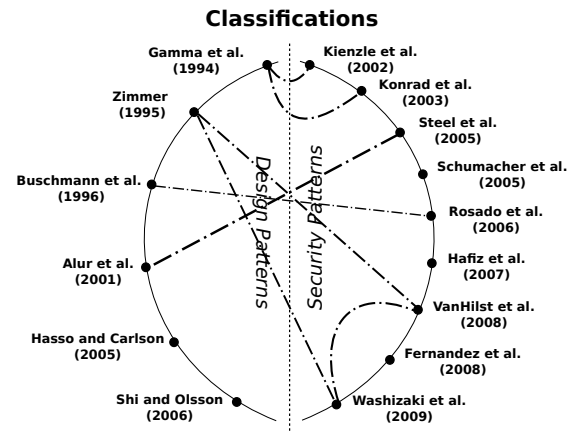 Classifications
Gamma et al.
(1994)
Zimmer
(1995)
Buschmann et al.
(1996)
Alur et al.
(2001)
Hasso and Carlson
(2005)
Shi and Olsson
(2006)
Design Patterns
Security Patterns
Kienzle et al.
(2002)
Konrad et al.
(2003)
Steel et al.
(2005)
Schumacher et al.
(2005)
Rosado et al.
(2006)
Hafiz et al.
(2007)
VanHilst et al.
(2008)
Fernandez et al.
(2008)
Washizaki et al.
(2009)